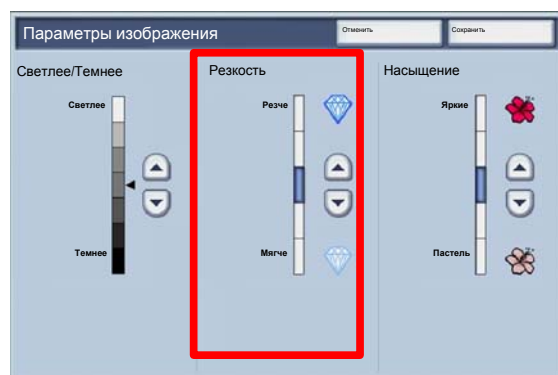 Параметры изображения
Отменить
Сохранить
Светлее/Темнее
Светлее
Темнее
Резкость
Резче
Мягче
Насыщение
Яркие
Пастель